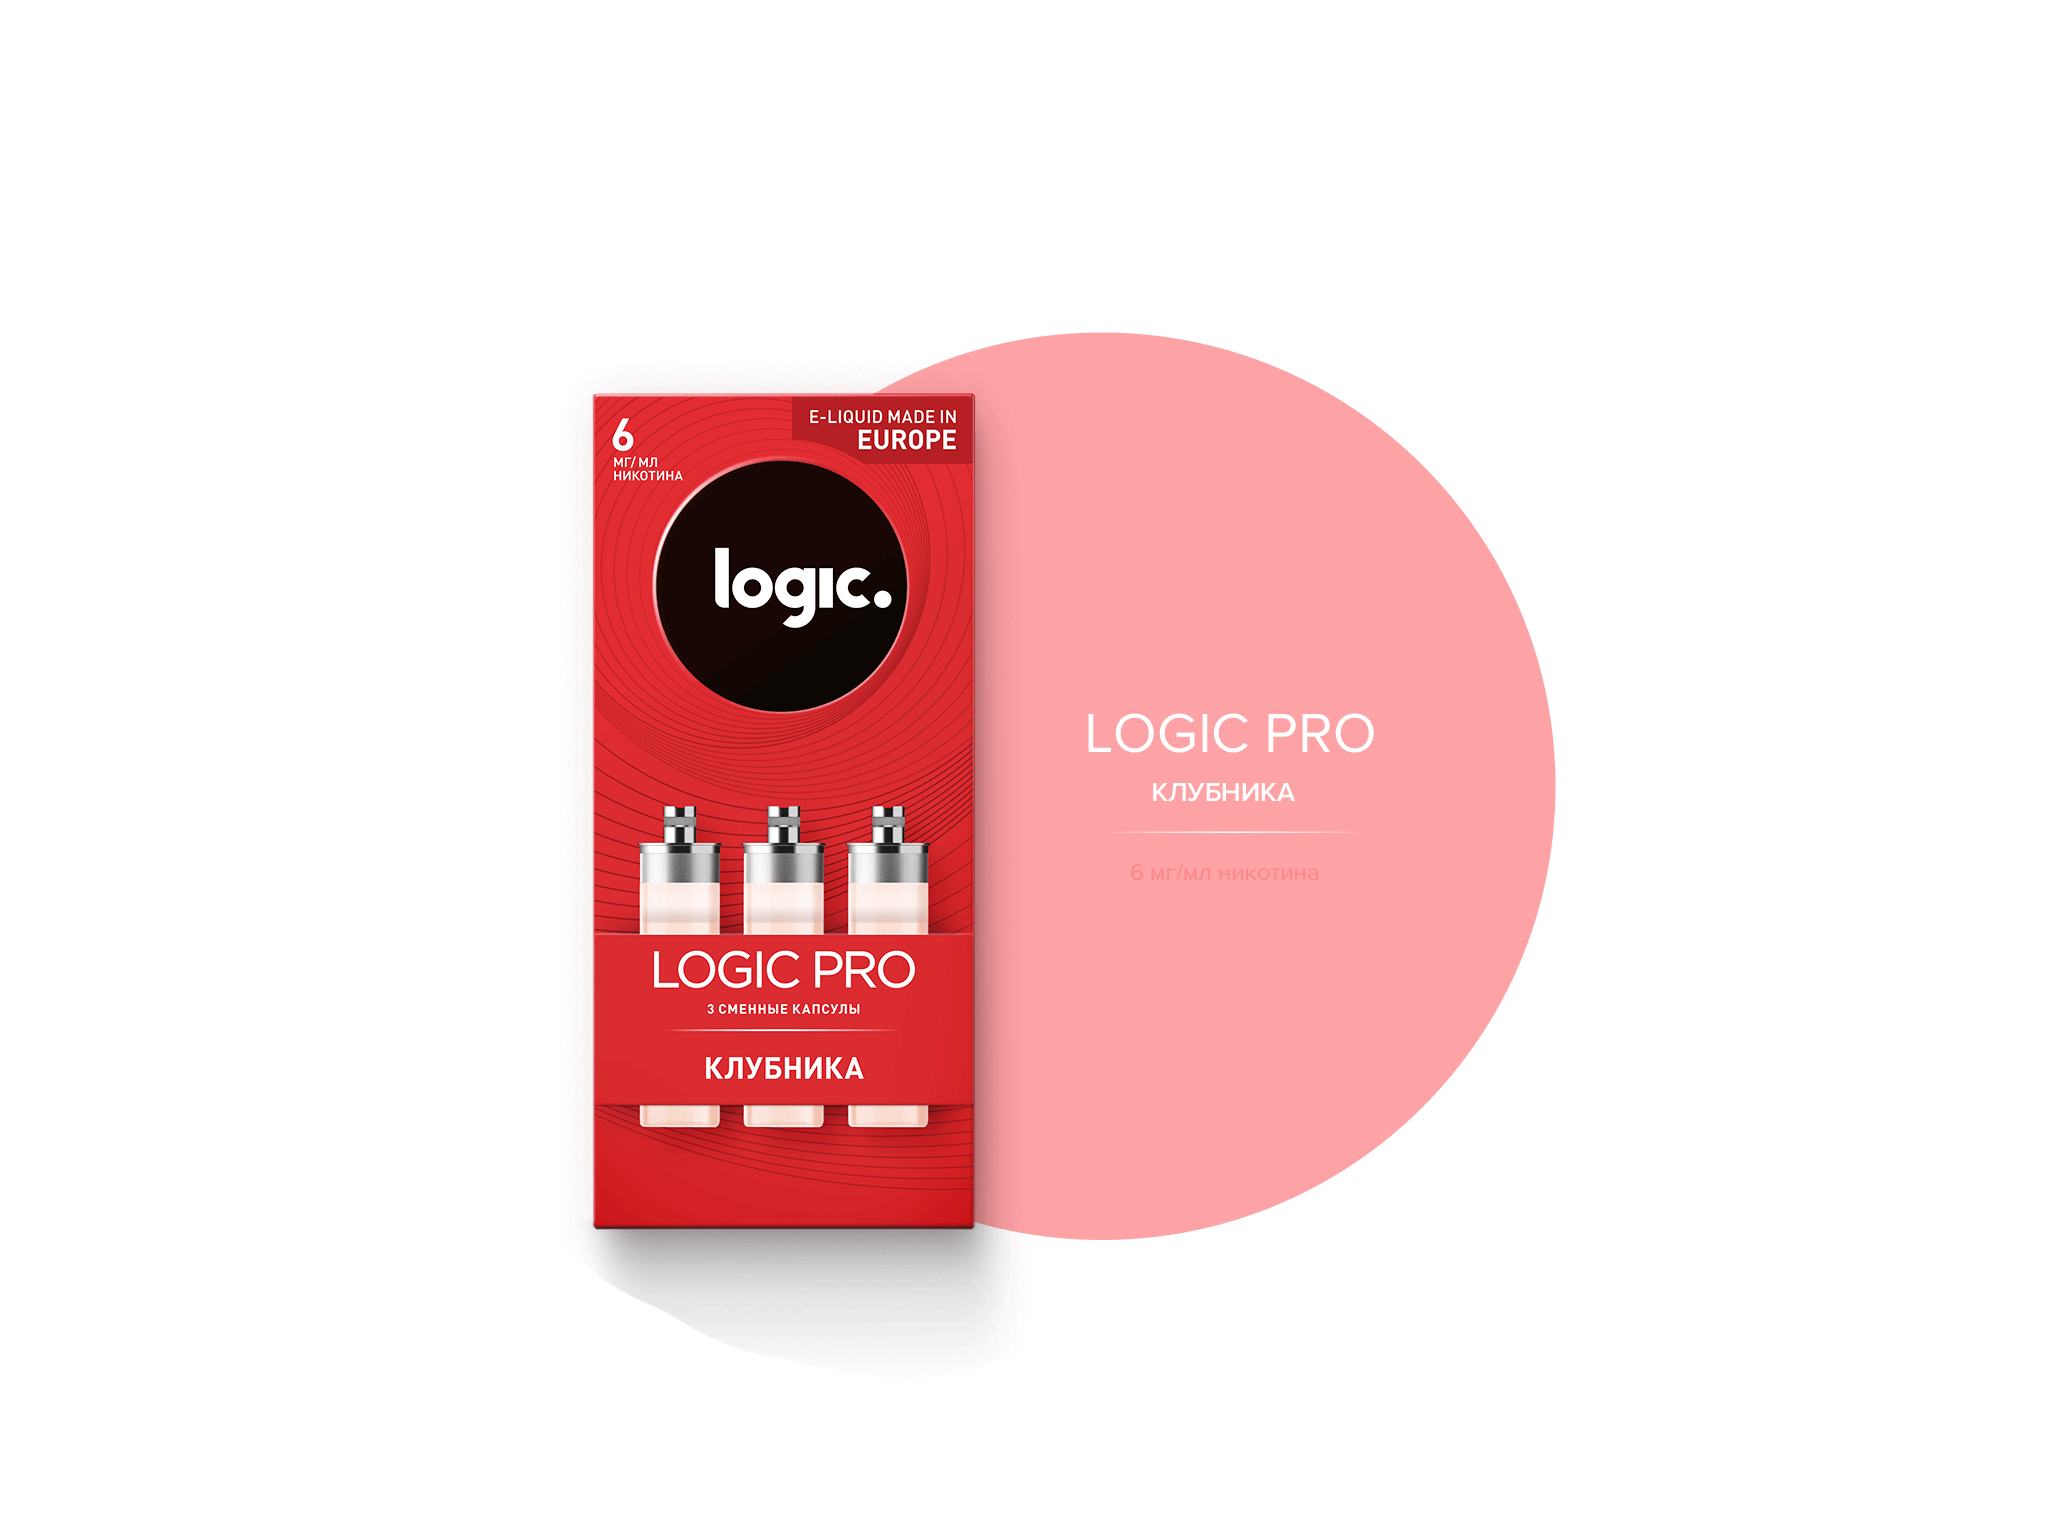 6
МГ/МЛ
НИКОТИНА
E-LIQUID MADE IN
EUROPE
logic.
LOGIC PRO
3 СМЕННЫЕ КАПСУЛЫ
КЛУБНИКА
LOGIC PRO
КЛУБНИКА
6 мг/мл никотина